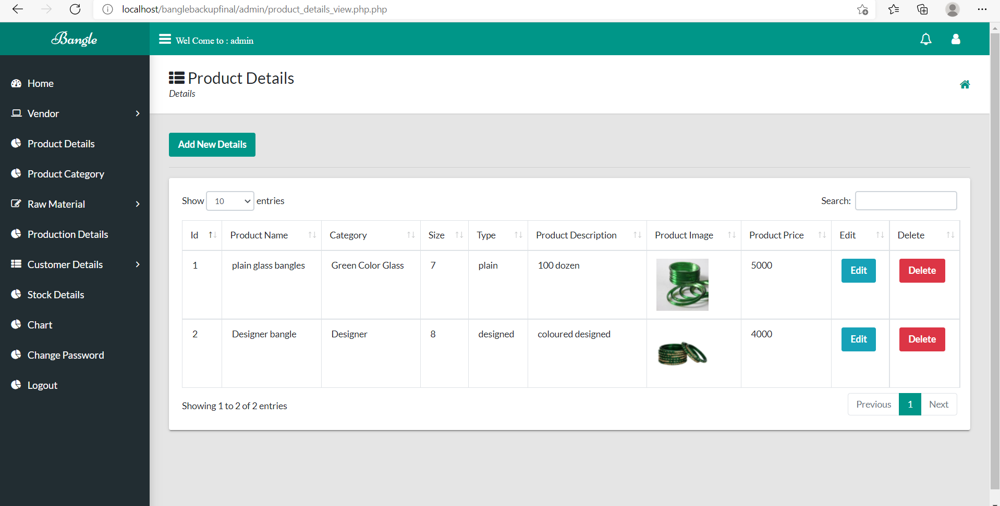 localhost/banglebackupfinal/admin/product_details_view.php.php
Bangle
Wel Come to : admin
Home
Vendor
Product Details
Product Category
Raw Material
Production Details
Customer Details
Stock Details
Chart
Change Password
Logout
Product Details
Details
Add New Details
Show 10 entries Search:
Id Product Name Category Size Type Product Description Product Image Product Price Edit Delete
1 plain glass bangles Green Color Glass 7 plain 100 dozen 5000 Edit Delete
2 Designer bangle Designer 8 designed coloured designed 4000 Edit Delete
Showing 1 to 2 of 2 entries Previous 1 Next